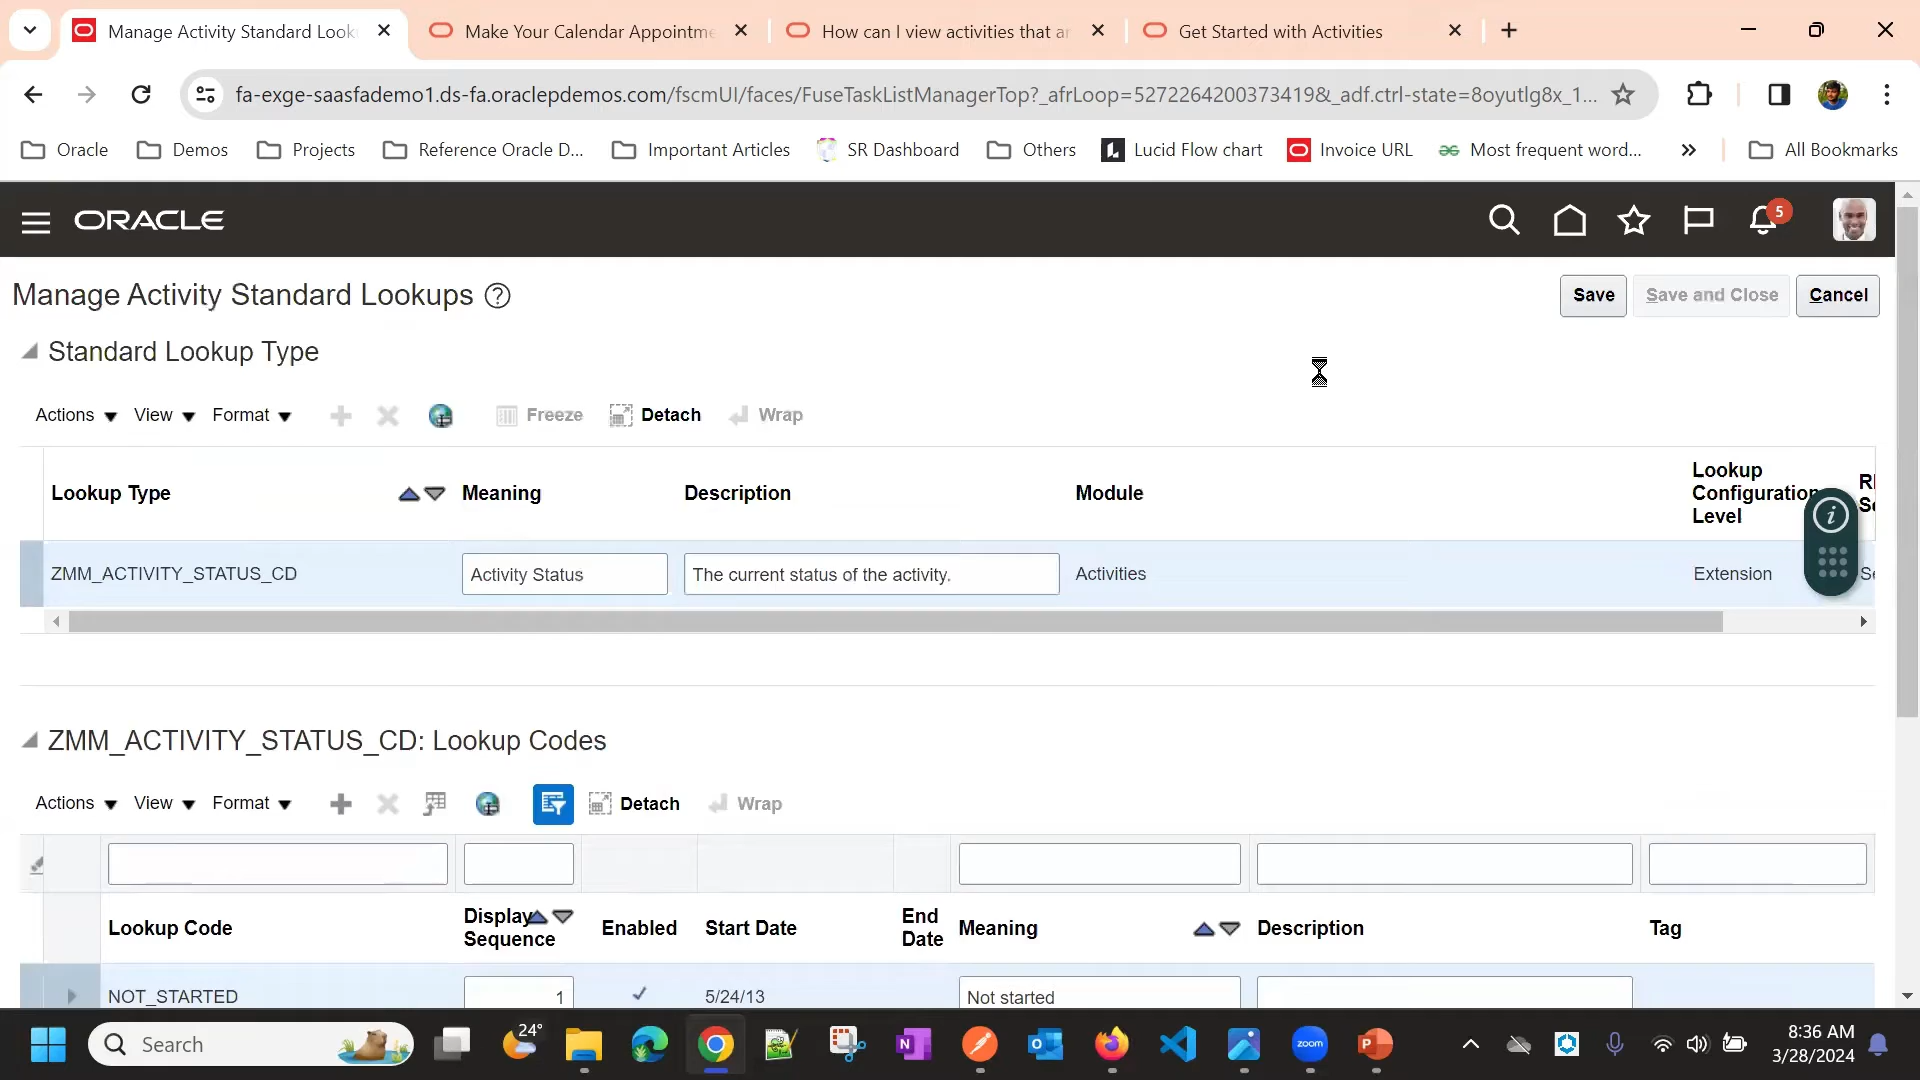 Manage Activity Standard Look
Make Your Calendar Appointme
How can I view activities that ar
Get Started with Activities
fa-exge-saasfademo1.ds-fa.oraclepdemos.com/fscmUI/faces/FuseTaskListManagerTop?_afrLoop=5272264200373419&_adf.ctrl-state=8oyutlg8x_1...
Oracle Demos Projects Reference Oracle D... Important Articles SR Dashboard Others Lucid Flow chart Invoice URL Most frequent word... » All Bookmarks
ORACLE 5
Manage Activity Standard Lookups ?
Save Save and Close Cancel
Standard Lookup Type
Actions View Format Freeze Detach Wrap
Lookup Type Meaning Description Module Lookup Configuration Level
ZMM_ACTIVITY_STATUS_CD Activity Status The current status of the activity. Activities Extension
ZMM_ACTIVITY_STATUS_CD: Lookup Codes
Actions View Format Detach Wrap
Lookup Code Display Sequence Enabled Start Date End Date Meaning Description Tag
NOT_STARTED 1 5/24/13 Not started
Search 24° zoom
8:36 AM
3/28/2024